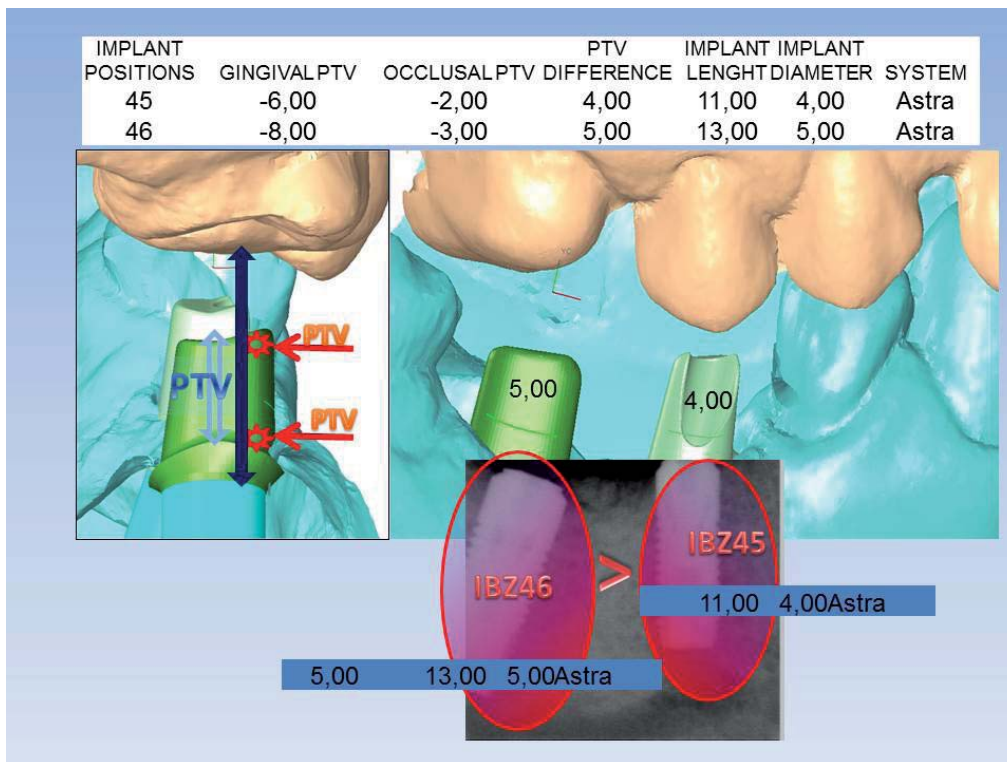 IMPLANT POSITIONS GINGIVAL PTV OCCLUSAL PTV PTV DIFFERENCE IMPLANT LENGHT IMPLANT DIAMETER SYSTEM
45 -6,00 -2,00 4,00 11,00 4,00 Astra
46 -8,00 -3,00 5,00 13,00 5,00 Astra
PTV
PTV
PTV
5,00
4,00
IBZ46 > IBZ45
11,00 4,00Astra
5,00 13,00 5,00Astra